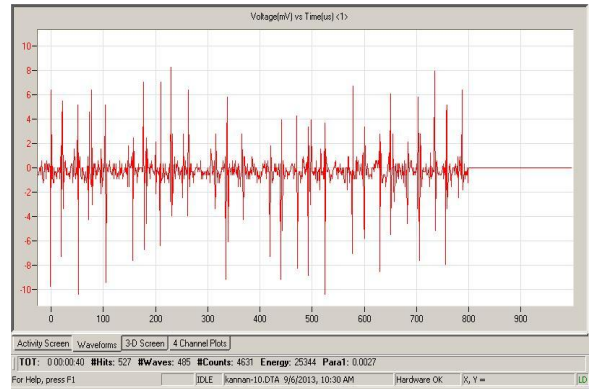 Voltage(mV) vs Time(us) <1>
10
8
6
4
2
0
-2
-4
-6
-8
-10
0 100 200 300 400 500 600 700 800 900
Activity Screen Waveforms 3-D Screen 4 Channel Plots
TOT: 0 00:00:40 #Hits: 527 #Waves: 485 #Counts: 4631 Energy: 25344 Para1: 0.0027
For Help, press F1 IDLE kannan-10.DTA 9/6/2013, 10:30 AM Hardware OK X, Y = LD